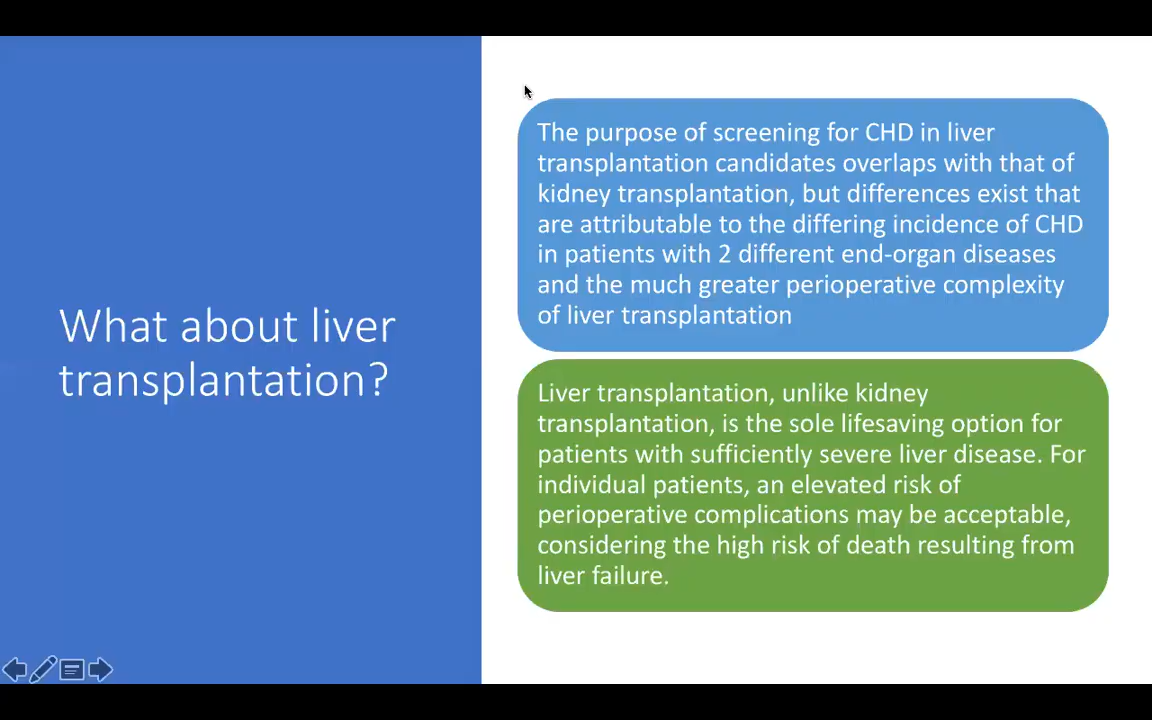 What about liver
transplantation?
The purpose of screening for CHD in liver
transplantation candidates overlaps with that of
kidney transplantation, but differences exist that
are attributable to the differing incidence of CHD
in patients with 2 different end-organ diseases
and the much greater perioperative complexity
of liver transplantation
Liver transplantation, unlike kidney
transplantation, is the sole lifesaving option for
patients with sufficiently severe liver disease. For
individual patients, an elevated risk of
perioperative complications may be acceptable,
considering the high risk of death resulting from
liver failure.